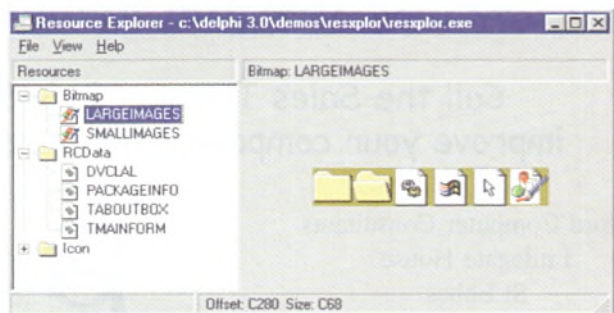 Resource Explorer - c:\delphi 3.0\demos\resxplor\resxplor.exe
File View Help
Resources
Bitmap: LARGEIMAGES
Bitmap
LARGEIMAGES
SMALLIMAGES
RCData
DVCLAL
PACKAGEINFO
TABOUTBOX
TMAINFORM
Icon
Offset: C280 Size: C68